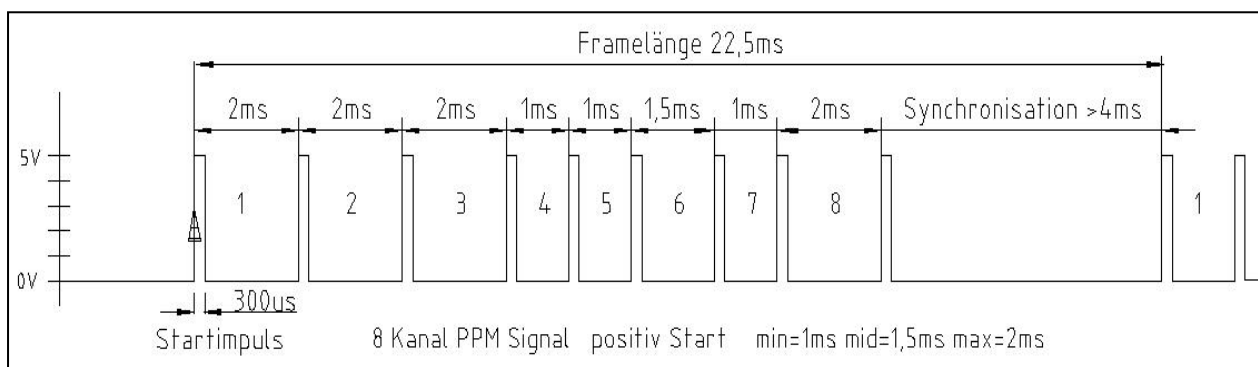 Framelänge 22,5ms
2ms 2ms 2ms 1ms 1ms 1,5ms 1ms 2ms Synchronisation >4ms
5V
1 2 3 4 5 6 7 8 1
0V
300us
Startimpuls 8 Kanal PPM Signal positiv Start min=1ms mid=1,5ms max=2ms